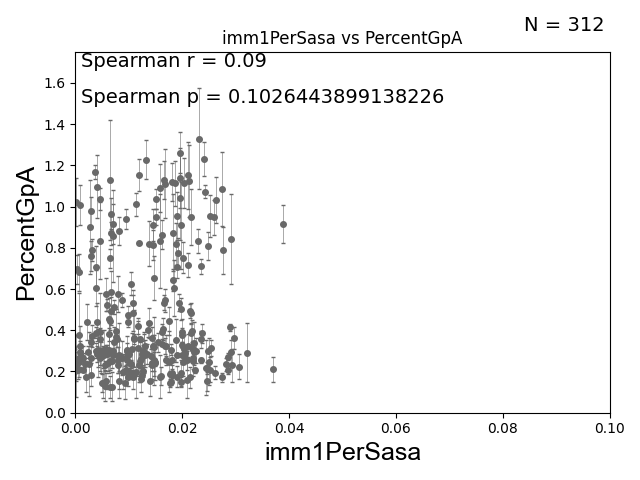 N = 312
imm1PerSasa vs PercentGpA
Spearman r = 0.09
Spearman p = 0.1026443899138226
PercentGpA
1.6
1.4
1.2
1.0
0.8
0.6
0.4
0.2
0.0
0.00 0.02 0.04 0.06 0.08 0.10
imm1PerSasa